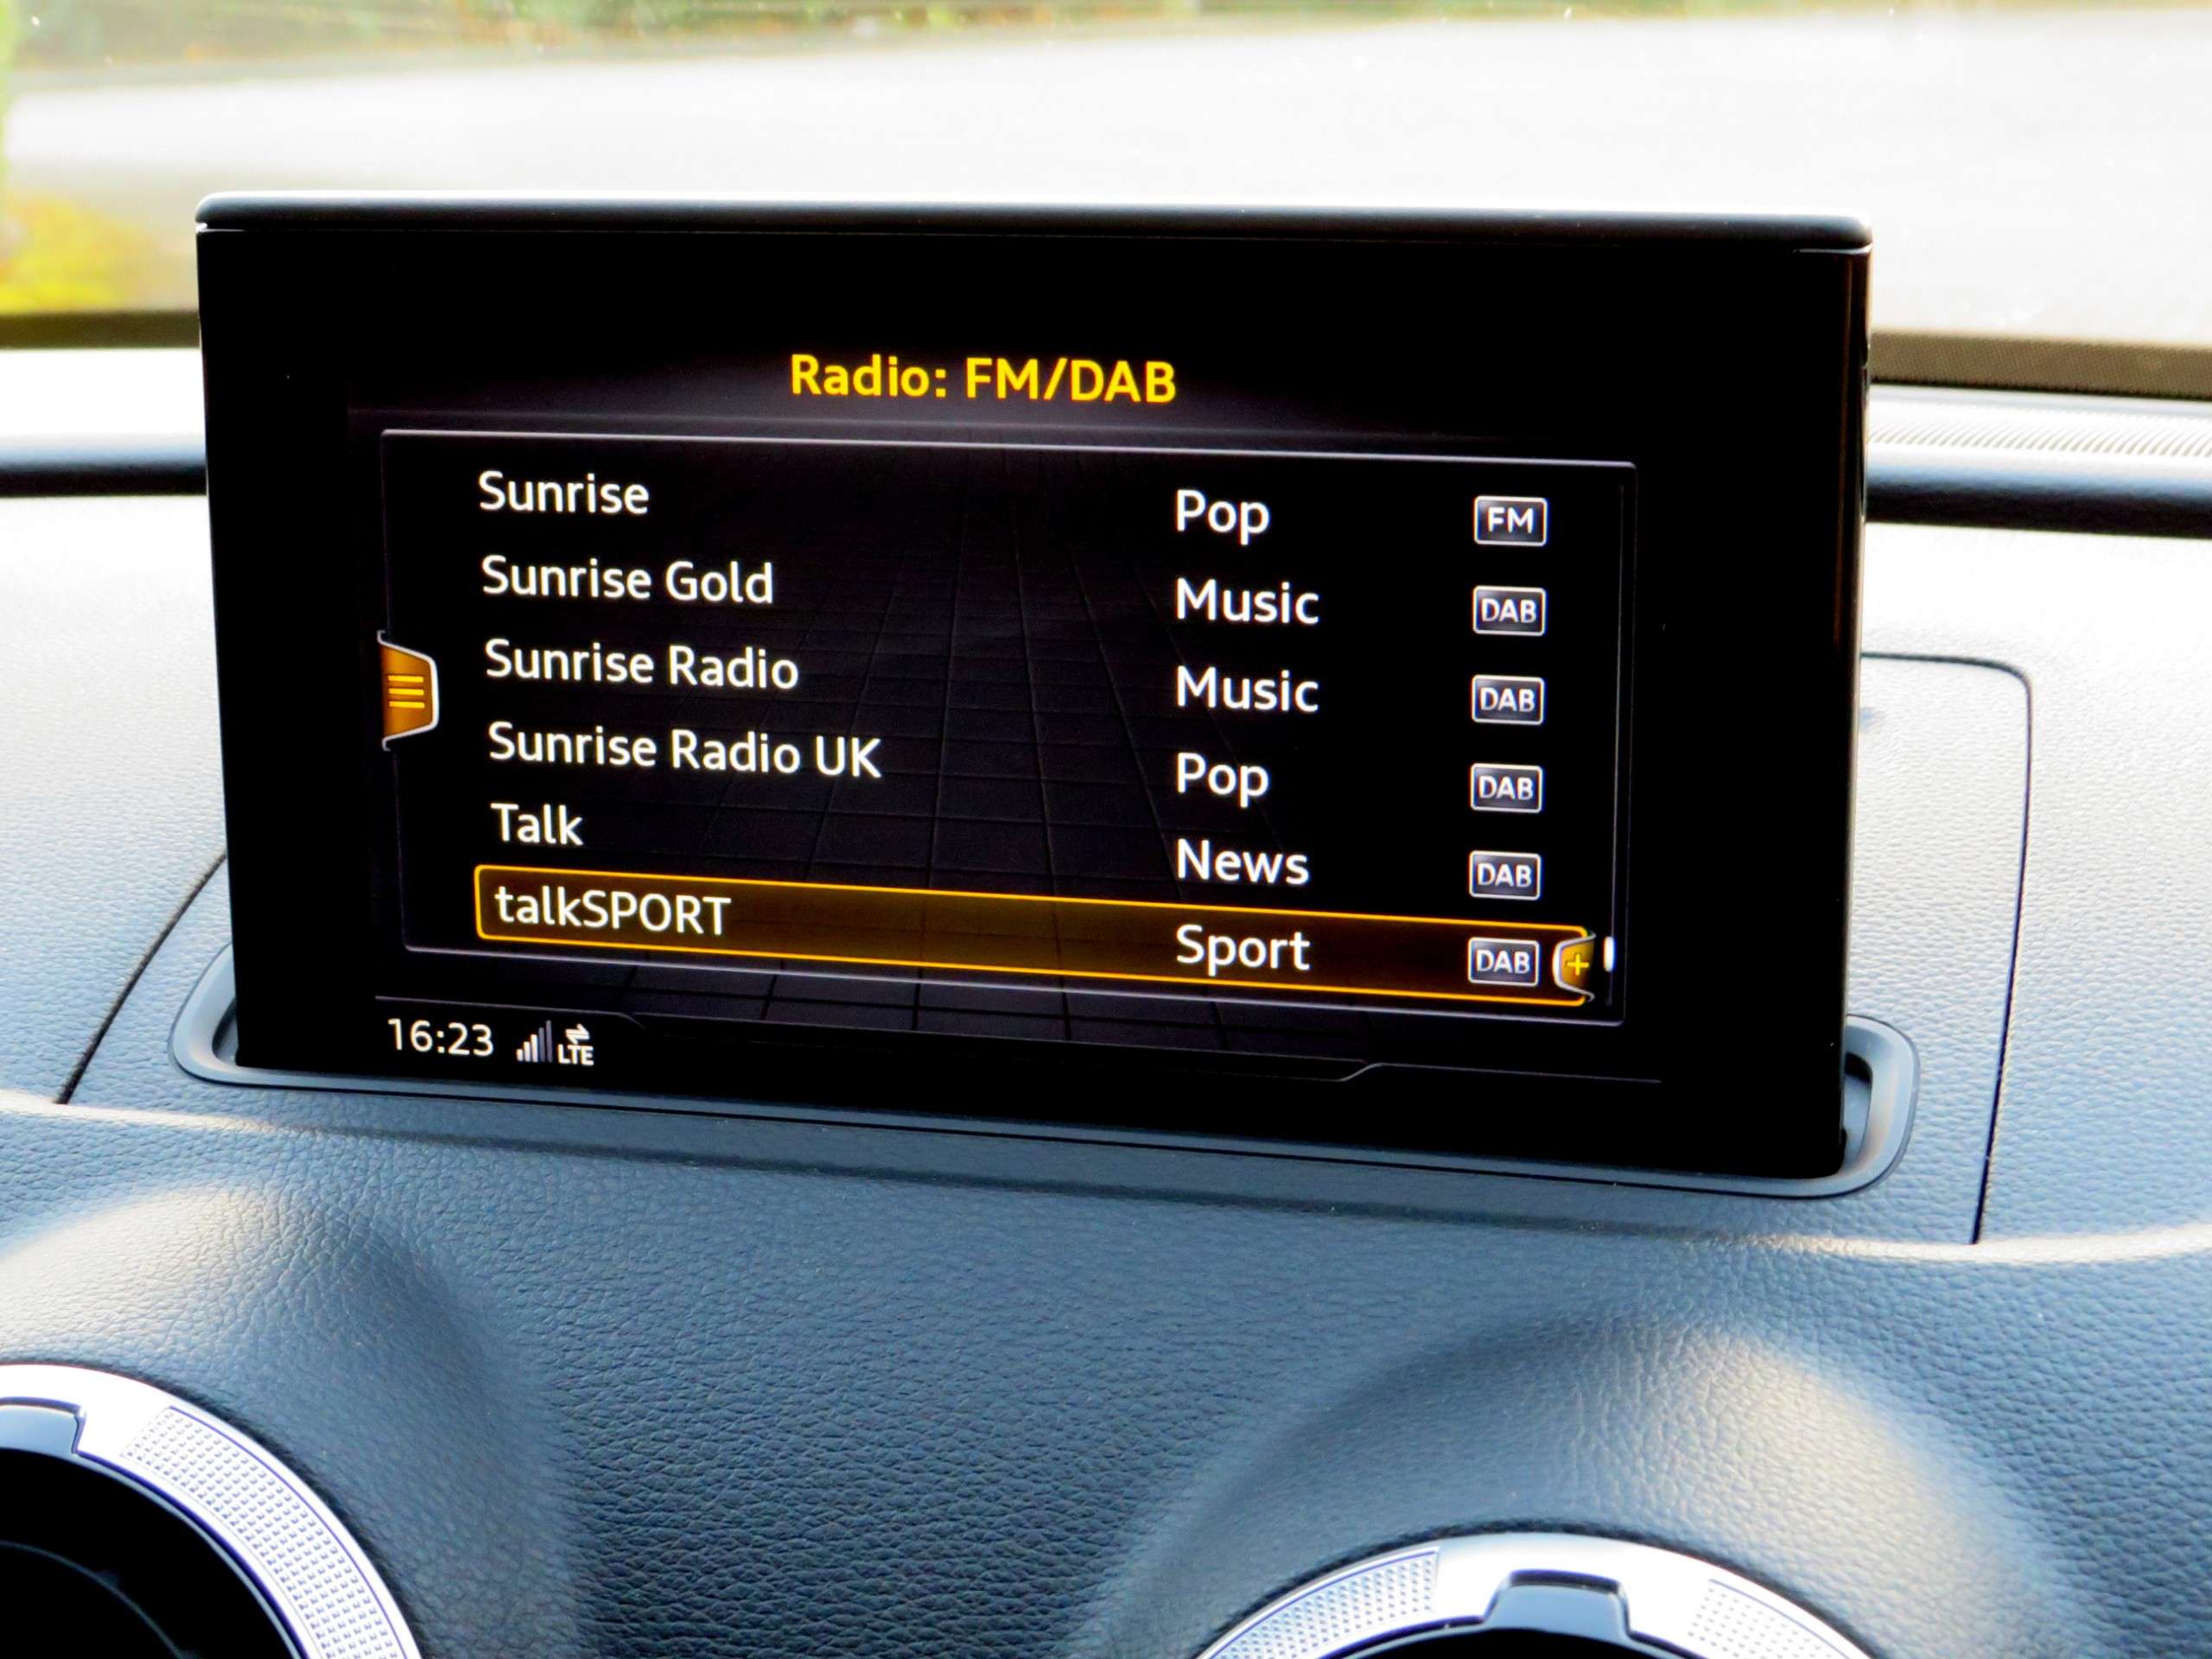 Radio: FM/DAB
Sunrise Pop FM
Sunrise Gold Music DAB
Sunrise Radio Music DAB
Sunrise Radio UK Pop DAB
Talk News DAB
talkSPORT Sport DAB +
16:23 LTE